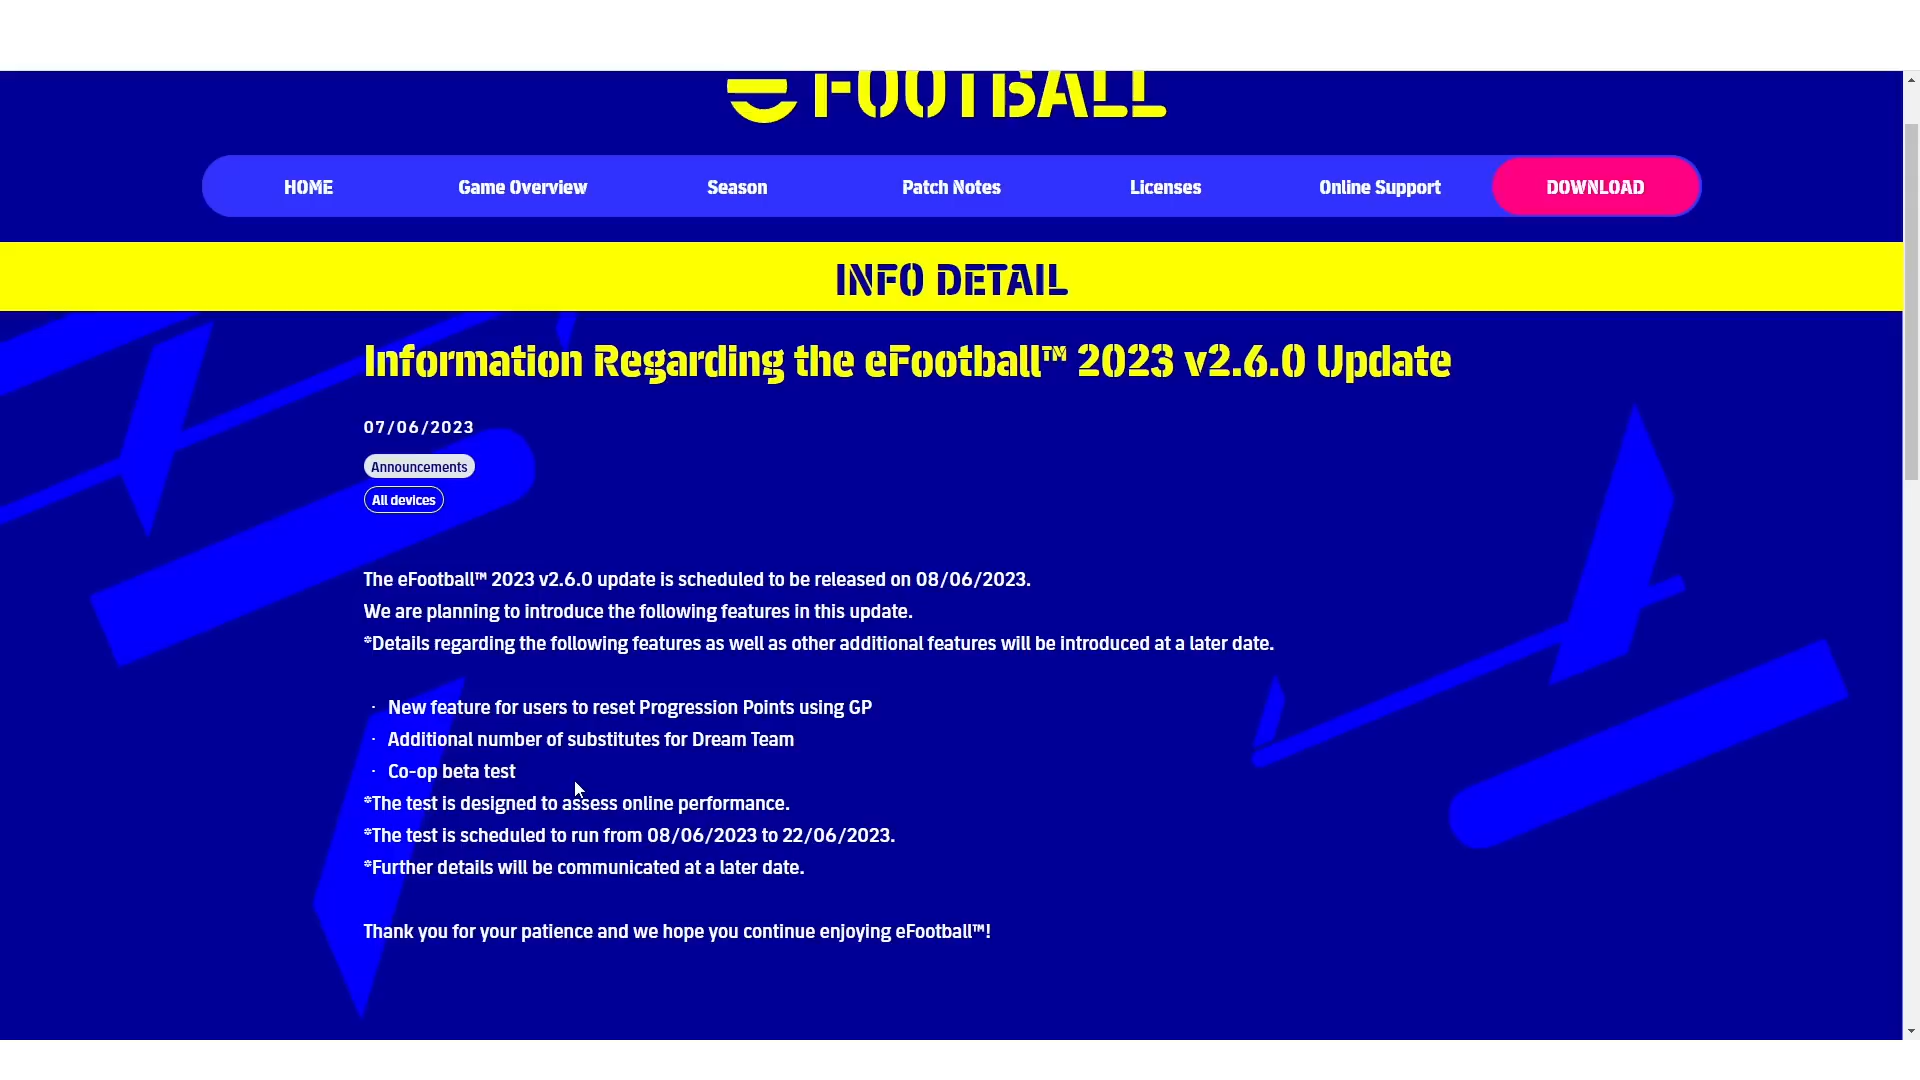 FOOTBALL
HOME
Game Overview
Season
Patch Notes
Licenses
Online Support
DOWNLOAD
INFO DETAIL
Information Regarding the eFootball™ 2023 v2.6.0 Update
07/06/2023
Announcements
All devices
The eFootball™ 2023 v2.6.0 update is scheduled to be released on 08/06/2023.
We are planning to introduce the following features in this update.
*Details regarding the following features as well as other additional features will be introduced at a later date.
· New feature for users to reset Progression Points using GP
· Additional number of substitutes for Dream Team
· Co-op beta test
*The test is designed to assess online performance.
*The test is scheduled to run from 08/06/2023 to 22/06/2023.
*Further details will be communicated at a later date.
Thank you for your patience and we hope you continue enjoying eFootball™!